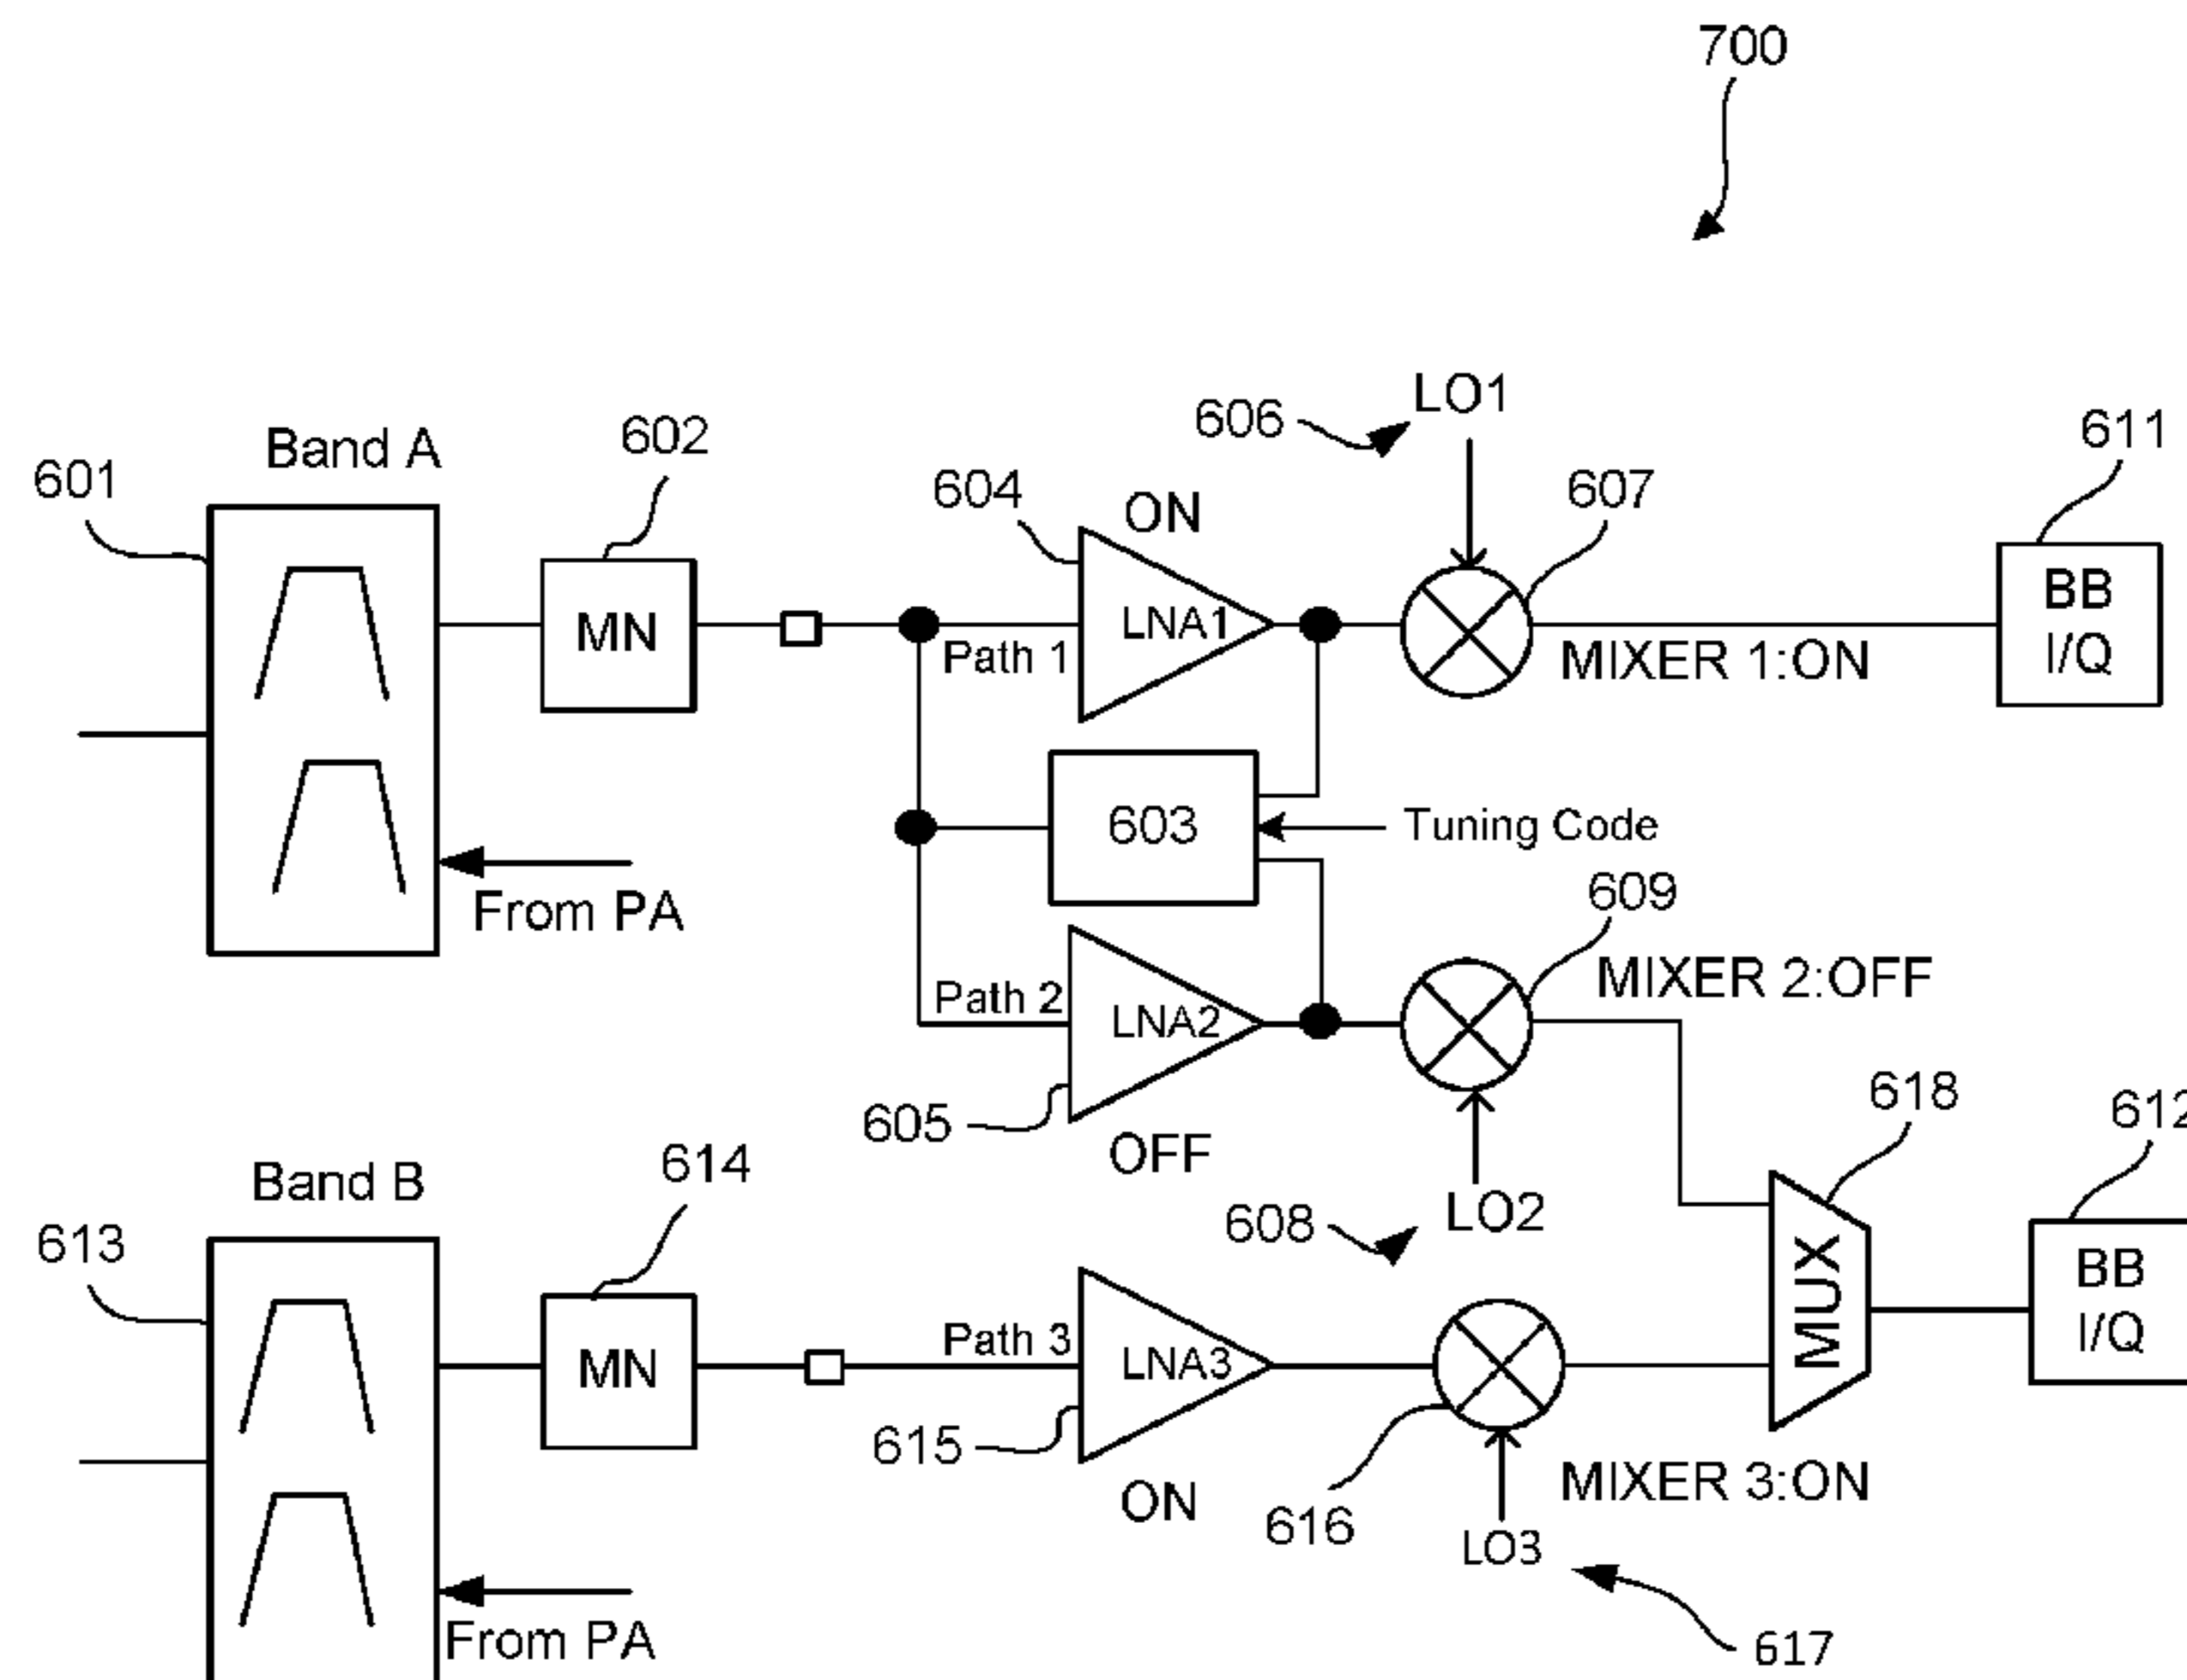 700
LO1
606
611
602
Band A
601
604
ON
607
BB
I/Q
MN
LNA1
Path 1
MIXER 1:ON
603
Tuning Code
From PA
609
MIXER 2:OFF
Path 2
LNA2
605
OFF
618
612
614
Band B
608
LO2
613
MUX
BB
I/Q
Path 3
MN
LNA3
615
ON
616
MIXER 3:ON
LO3
From PA
617